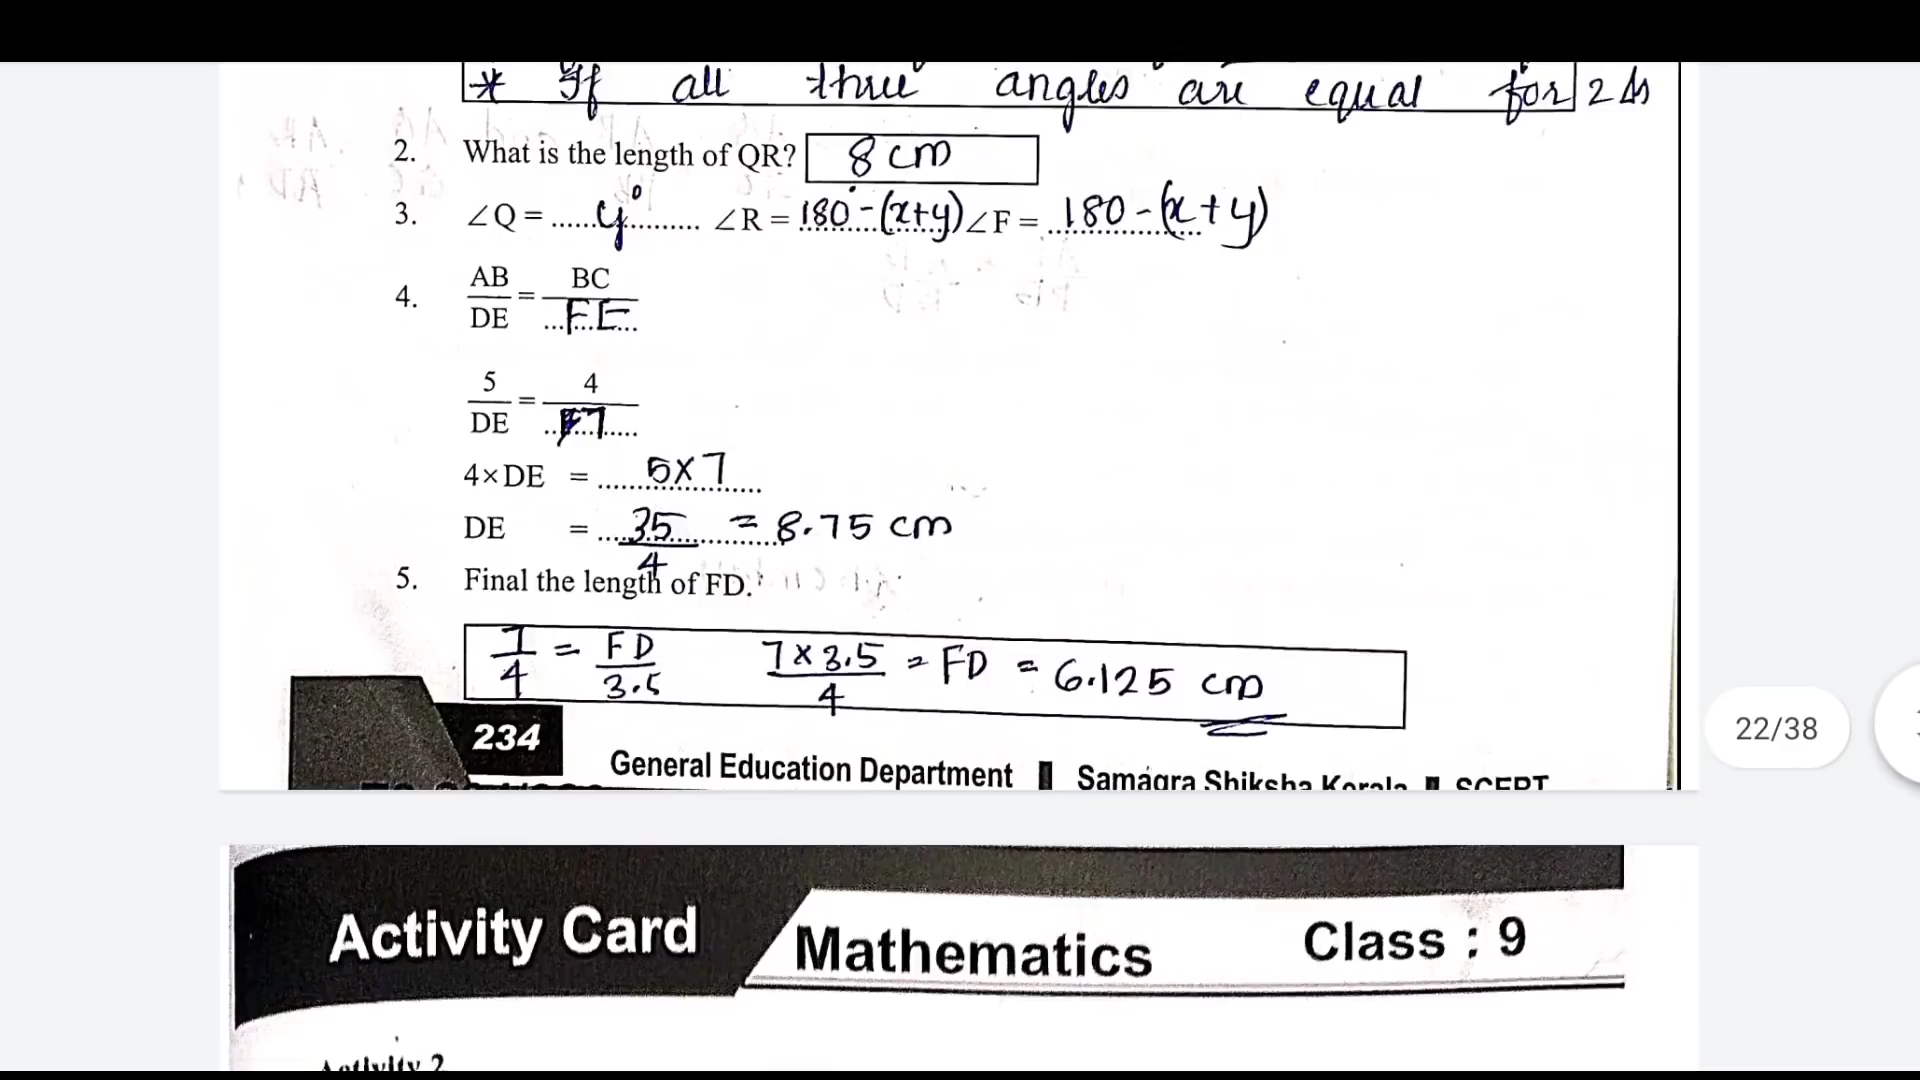 * If all three angles are equal for 2 Δs
2. What is the length of QR? 8 cm
3. ∠Q = ......y°......... ∠R = 180° - (x+y) ∠F = 180 - (x+y)
4. AB/DE = BC/FE
5/DE = 4/7
4×DE = 5×7
DE = 35/4 = 8.75 cm
5. Final the length of FD.
7/4 = FD/3.5 7×3.5/4 = FD = 6.125 cm
234
General Education Department Samagra Shiksha Kerala SCERT
22/38
Activity Card Mathematics Class : 9
Activity 2